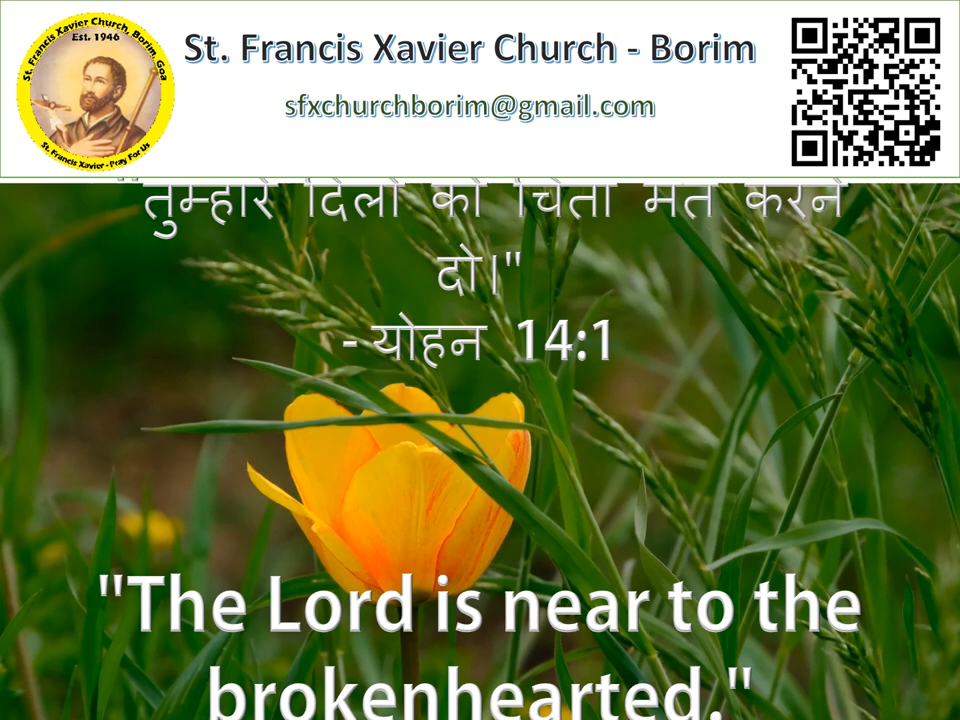 St. Francis Xavier Church, Borim, Goa
Est. 1946
St. Francis Xavier - Pray For Us
St. Francis Xavier Church - Borim
sfxchurchborim@gmail.com
"तुम्हारे दिलों को चिंता मत करने
दो।"
- योहन 14:1
"The Lord is near to the
brokenhearted."